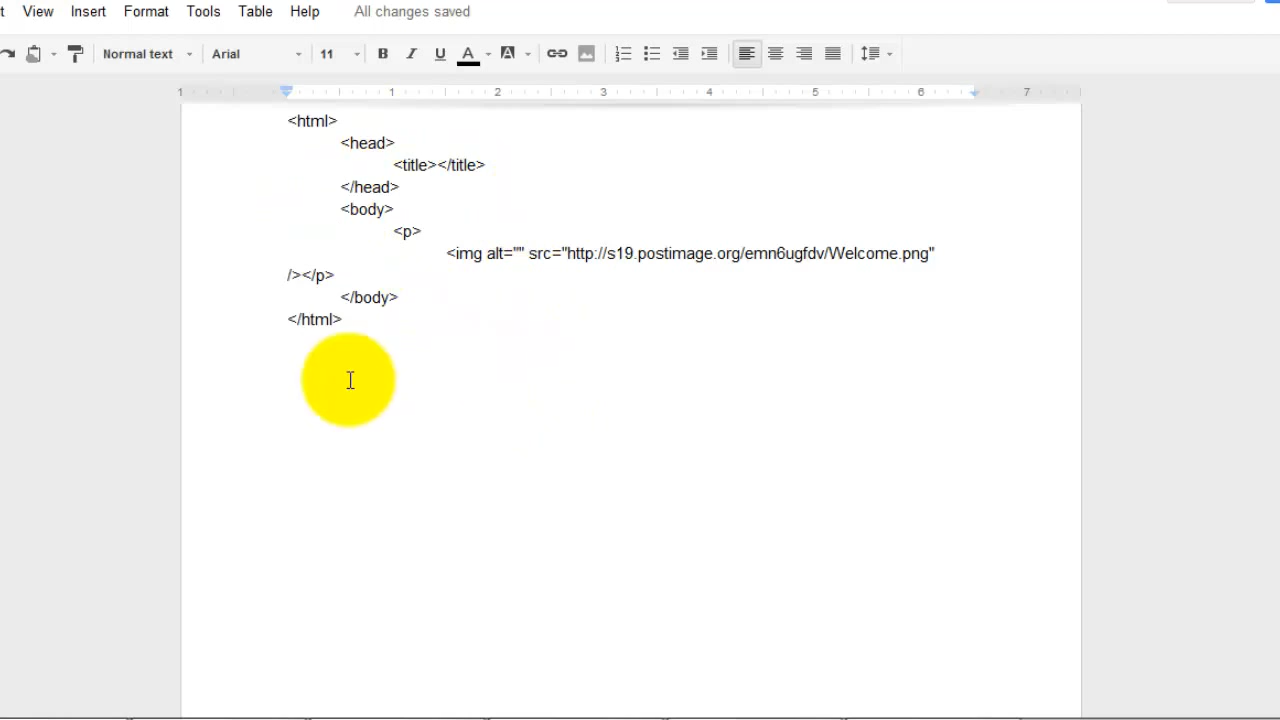 View Insert Format Tools Table Help All changes saved
Normal text Arial 11 B I U A A
1 1 2 3 4 5 6 7
<html>
<head>
<title></title>
</head>
<body>
<p>
<img alt="" src="http://s19.postimage.org/emn6ugfdv/Welcome.png"
/></p>
</body>
</html>